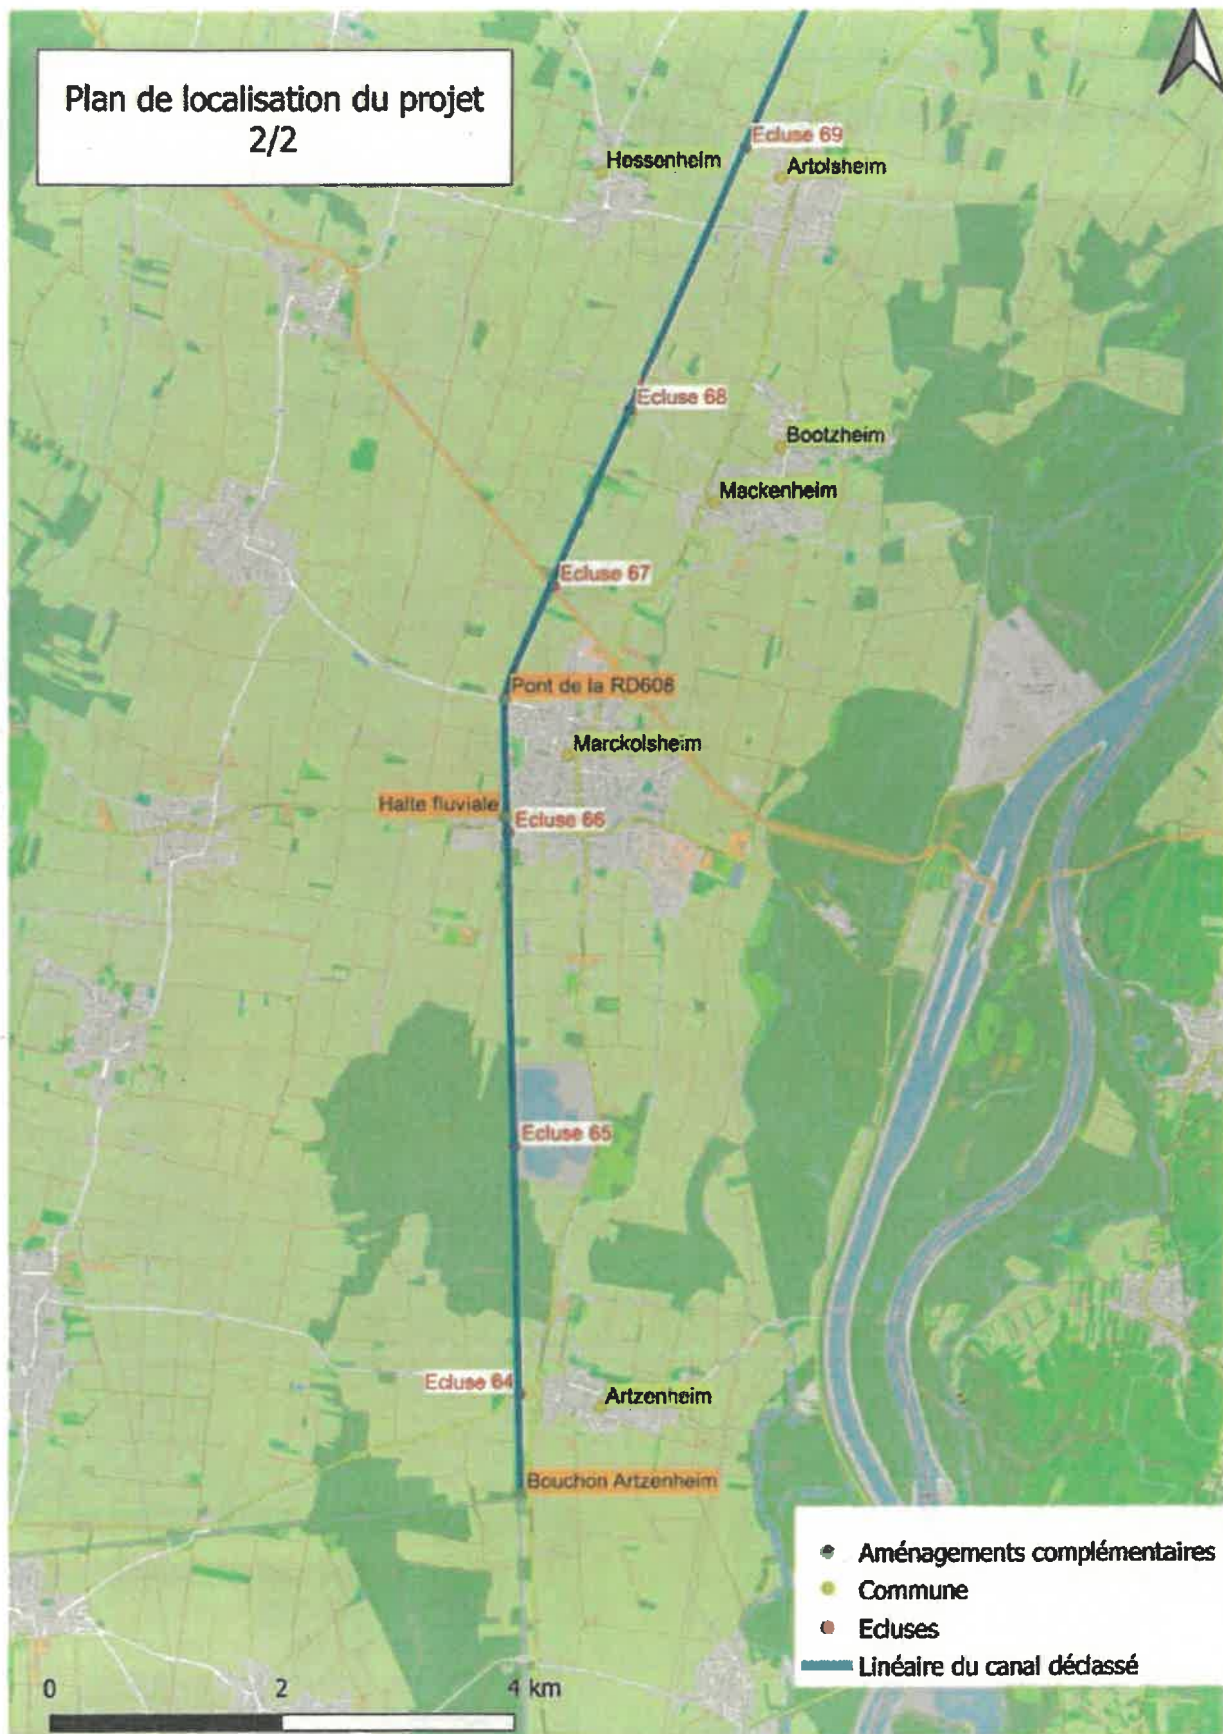 Plan de localisation du projet
2/2
Ecluse 69
Hessenheim
Artolsheim
Ecluse 68
Bootzheim
Mackenheim
Ecluse 67
Pont de la RD608
Marckolsheim
Halte fluviale
Ecluse 66
Ecluse 65
Ecluse 64
Artzenheim
Bouchon Artzenheim
Aménagements complémentaires
Commune
Ecluses
Linéaire du canal déclassé
0 2 4 km